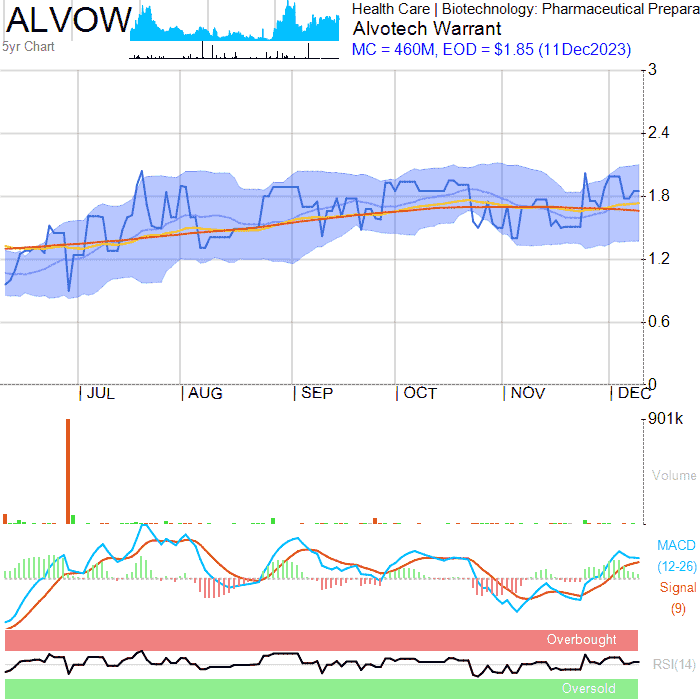 ALVOW
5yr Chart
Health Care | Biotechnology: Pharmaceutical Prepara
Alvotech Warrant
MC = 460M, EOD = $1.85 (11Dec2023)
3
2.4
1.8
1.2
0.6
0
| JUL | AUG | SEP | OCT | NOV | DEC
901k
Volume
MACD
(12-26)
Signal
(9)
Overbought
RSI(14)
Oversold